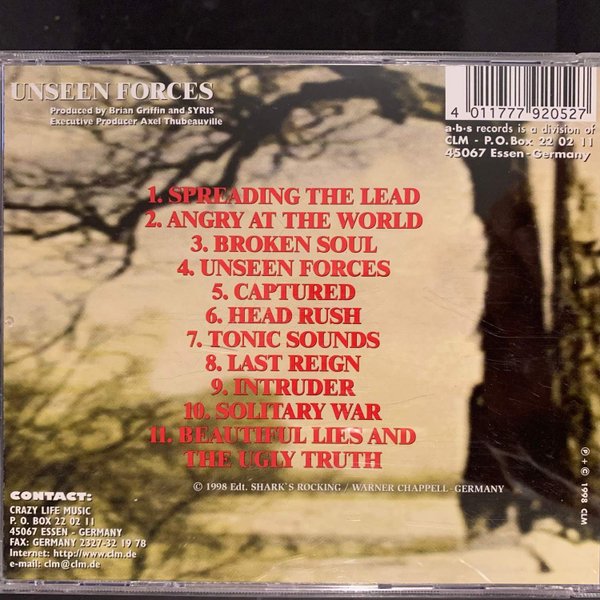 UNSEEN FORCES
Produced by Brian Griffin and SYRIS
Executive Producer Axel Thubeauville
4 011777 920527
a·b·s records is a division of
CLM - P.O.Box 22 02 11
45067 Essen-Germany
1. SPREADING THE LEAD
2. ANGRY AT THE WORLD
3. BROKEN SOUL
4. UNSEEN FORCES
5. CAPTURED
6. HEAD RUSH
7. TONIC SOUNDS
8. LAST REIGN
9. INTRUDER
10. SOLITARY WAR
11. BEAUTIFUL LIES AND
THE UGLY TRUTH
© 1998 Edt. SHARK`S ROCKING / WARNER CHAPPELL-GERMANY
℗ + © 1998 CLM
CONTACT:
CRAZY LIFE MUSIC
P. O. BOX 22 02 11
45067 ESSEN - GERMANY
FAX: GERMANY 2327-32 19 78
Internet: http://www.clm.de
e-mail: clm@clm.de